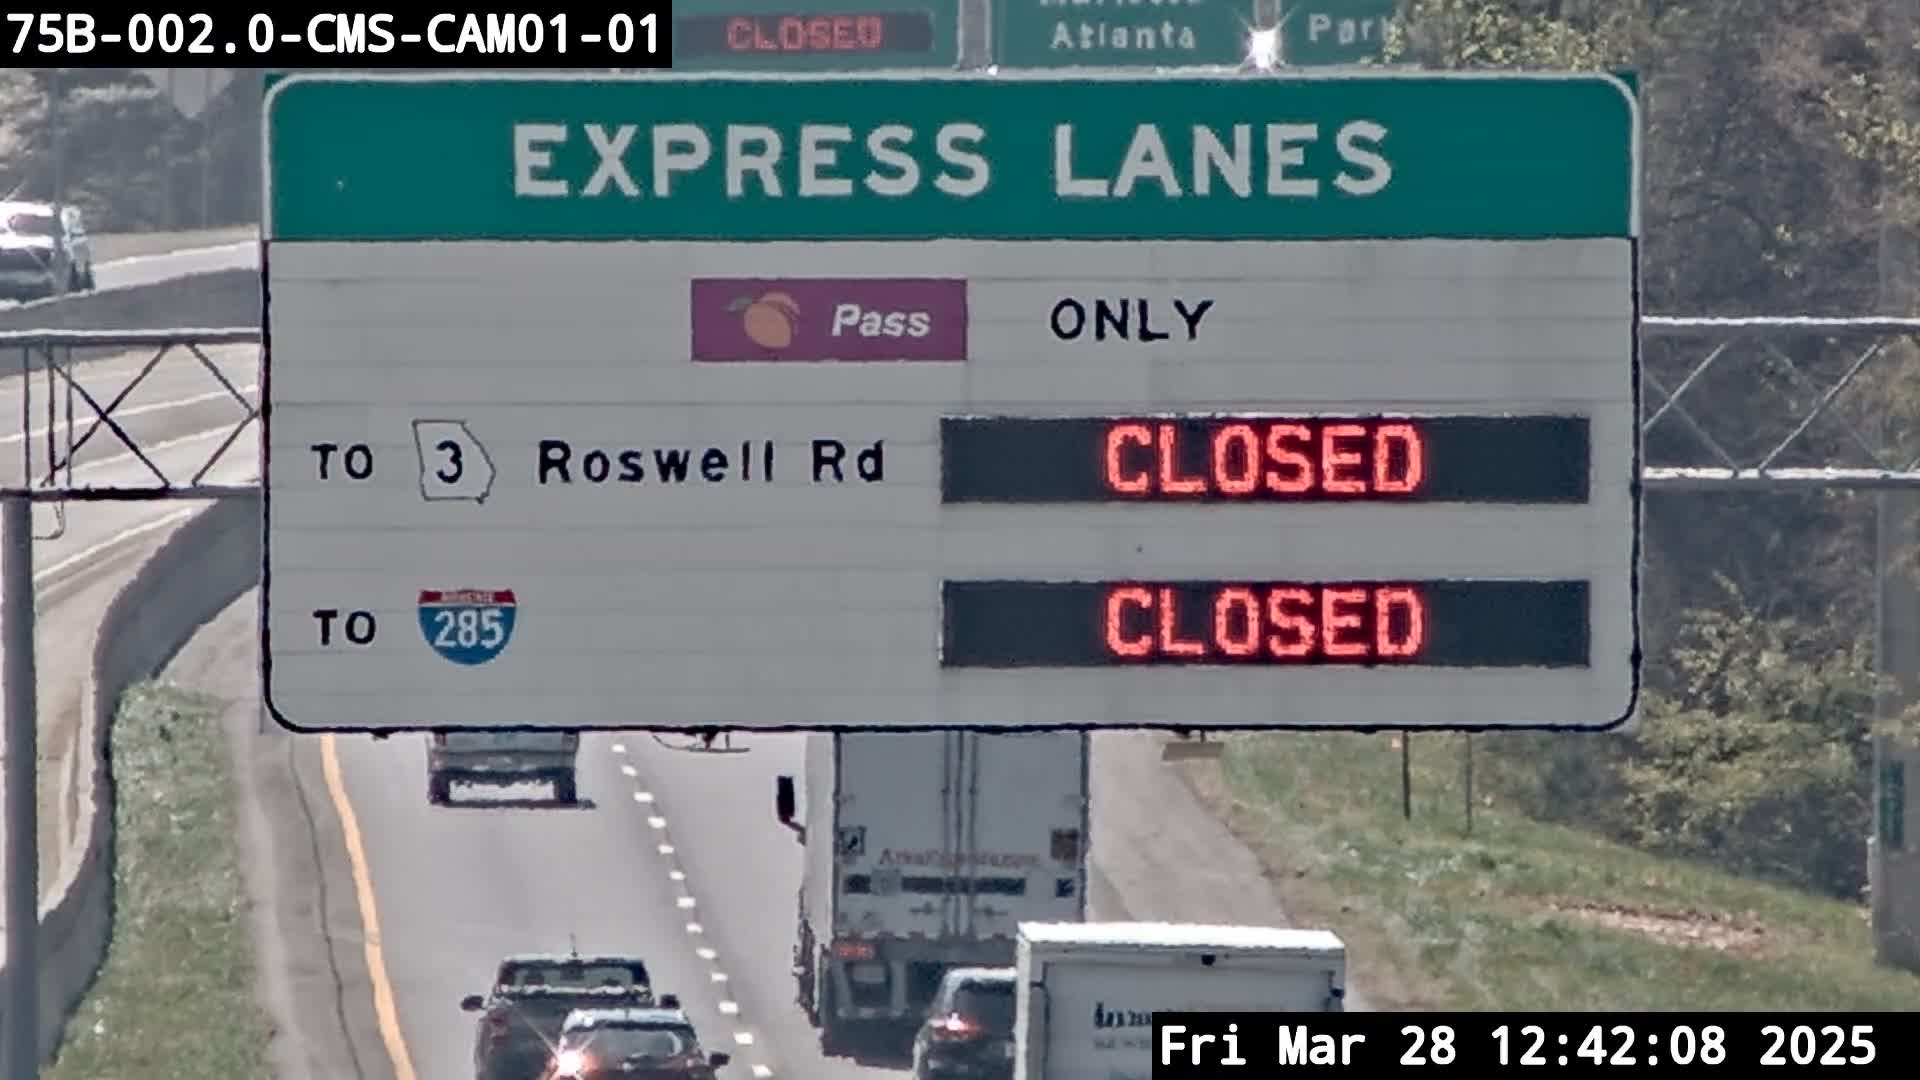 75B-002.0-CMS-CAM01-01
CLOSED
Atlanta
EXPRESS LANES
Pass ONLY
TO 3 Roswell Rd CLOSED
TO INTERSTATE 285 CLOSED
Fri Mar 28 12:42:08 2025